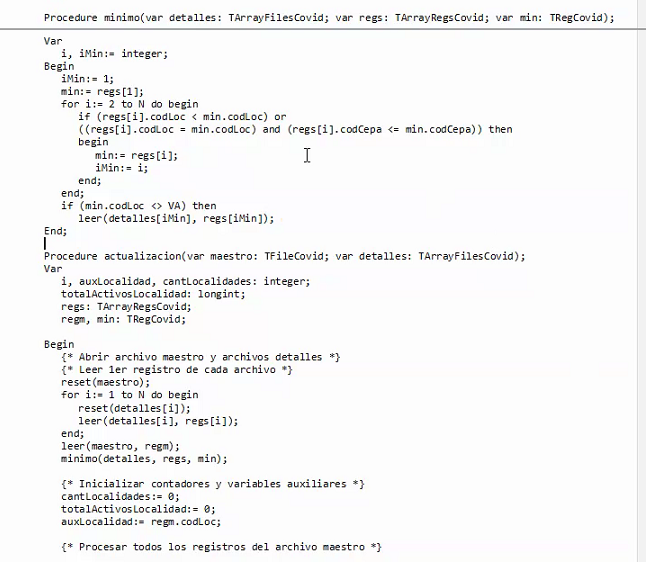 Procedure minimo(var detalles: TArrayFilesCovid; var regs: TArrayRegsCovid; var min: TRegCovid);
Var
i, iMin:= integer;
Begin
iMin:= 1;
min:= regs[1];
for i:= 2 to N do begin
if (regs[i].codLoc < min.codLoc) or
((regs[i].codLoc = min.codLoc) and (regs[i].codCepa <= min.codCepa)) then
begin
min:= regs[i];
iMin:= i;
end;
end;
if (min.codLoc <> VA) then
leer(detalles[iMin], regs[iMin]);
End;
Procedure actualizacion(var maestro: TFileCovid; var detalles: TArrayFilesCovid);
Var
i, auxLocalidad, cantLocalidades: integer;
totalActivosLocalidad: longint;
regs: TArrayRegsCovid;
regm, min: TRegCovid;
Begin
{* Abrir archivo maestro y archivos detalles *}
{* Leer 1er registro de cada archivo *}
reset(maestro);
for i:= 1 to N do begin
reset(detalles[i]);
leer(detalles[i], regs[i]);
end;
leer(maestro, regm);
minimo(detalles, regs, min);
{* Inicializar contadores y variables auxiliares *}
cantLocalidades:= 0;
totalActivosLocalidad:= 0;
auxLocalidad:= regm.codLoc;
{* Procesar todos los registros del archivo maestro *}